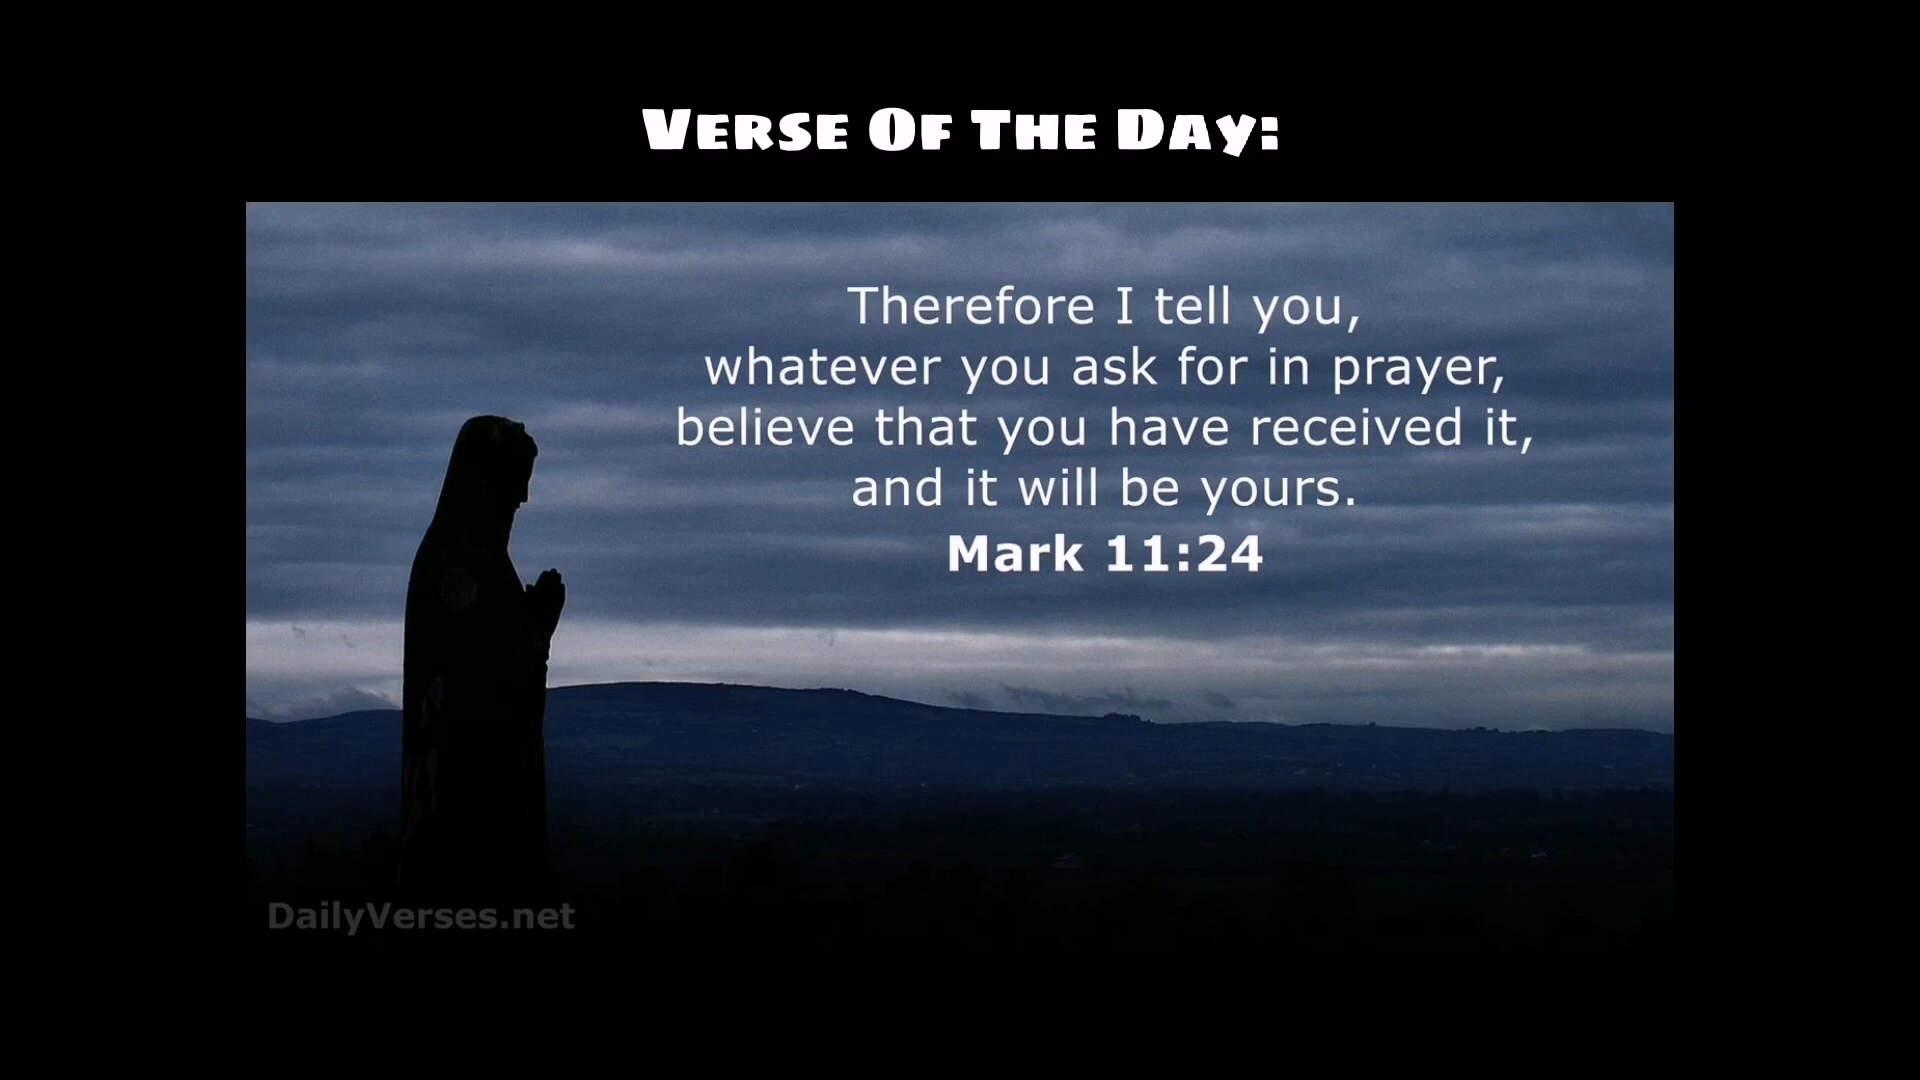 Verse Of The Day:
Therefore I tell you,
whatever you ask for in prayer,
believe that you have received it,
and it will be yours.
Mark 11:24
DailyVerses.net